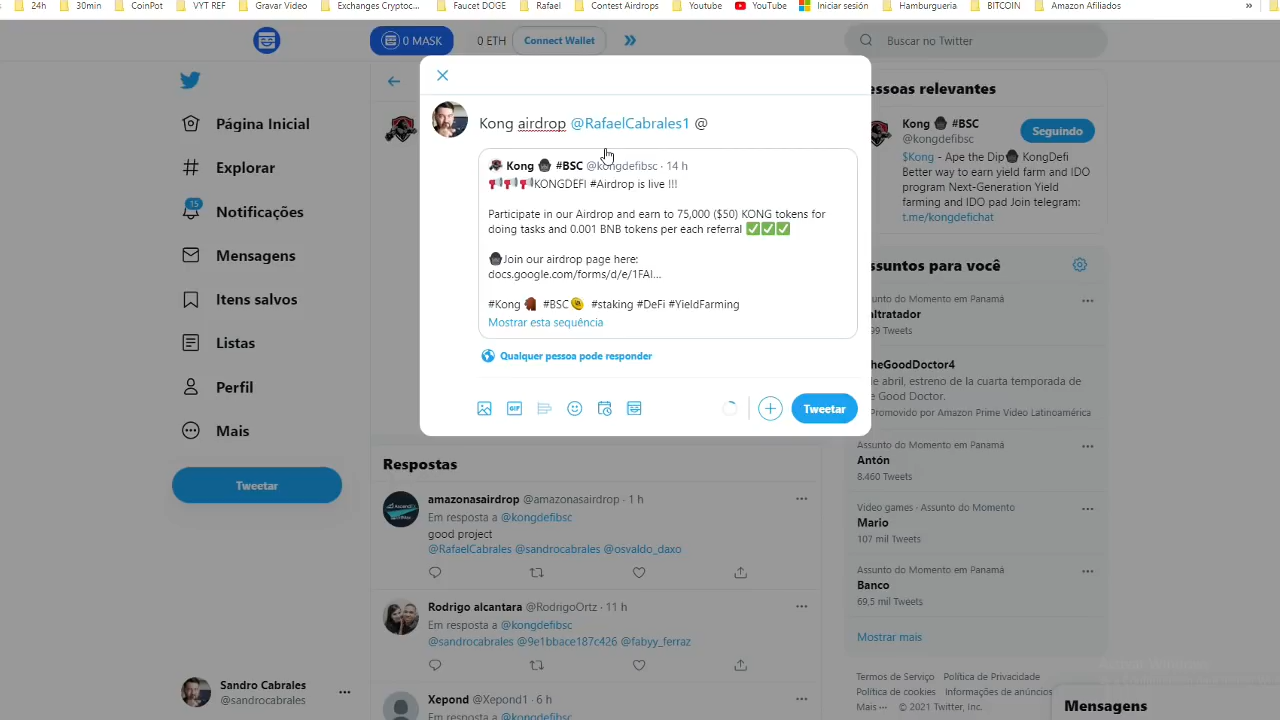 24h 30min CoinPot VYT REF Gravar Video Exchanges Cryptoc... Faucet DOGE Rafael Contest Airdrops Youtube YouTube Iniciar sesión Hamburgueria BITCOIN Amazon Afiliados »
0 MASK 0 ETH Connect Wallet
Buscar no Twitter
Página Inicial
Explorar
15
Notificações
Mensagens
Itens salvos
Listas
Perfil
Mais
Tweetar
Sandro Cabrales
@sandrocabrales
Kong airdrop @RafaelCabrales1 @
Kong #BSC @kongdefibsc · 14 h
KONGDEFI #Airdrop is live !!!
Participate in our Airdrop and earn to 75,000 ($50) KONG tokens for
doing tasks and 0.001 BNB tokens per each referral
Join our airdrop page here:
docs.google.com/forms/d/e/1FAI...
#Kong #BSC #staking #DeFi #YieldFarming
Mostrar esta sequência
Qualquer pessoa pode responder
GIF
Tweetar
Respostas
amazonasairdrop @amazonasairdrop · 1 h
Em resposta a @kongdefibsc
good project
@RafaelCabrales @sandrocabrales @osvaldo_daxo
Rodrigo alcantara @RodrigoOrtz · 11 h
Em resposta a @kongdefibsc
@sandrocabrales @9e1bbace187c426 @fabyy_ferraz
Xepond @Xepond1 · 6 h
Em resposta a @kongdefibsc
essoas relevantes
Kong #BSC
@kongdefibsc
Seguindo
$Kong - Ape the Dip KongDefi
Better way to earn yield farm and IDO
program Next-Generation Yield
farming and IDO pad Join telegram:
t.me/kongdefichat
ssuntos para você
unto do Momento em Panamá
altratador
99 Tweets
heGoodDoctor4
de abril, estreno de la cuarta temporada de
e Good Doctor.
Promovido por Amazon Prime Video Latinoamérica
Assunto do Momento em Panamá
Antón
8.460 Tweets
Video games · Assunto do Momento
Mario
107 mil Tweets
Assunto do Momento em Panamá
Banco
69,5 mil Tweets
Mostrar mais
Termos de Serviço Política de Privacidade
Política de cookies Informações de anúncios
Mais ··· © 2021 Twitter, Inc.
Mensagens